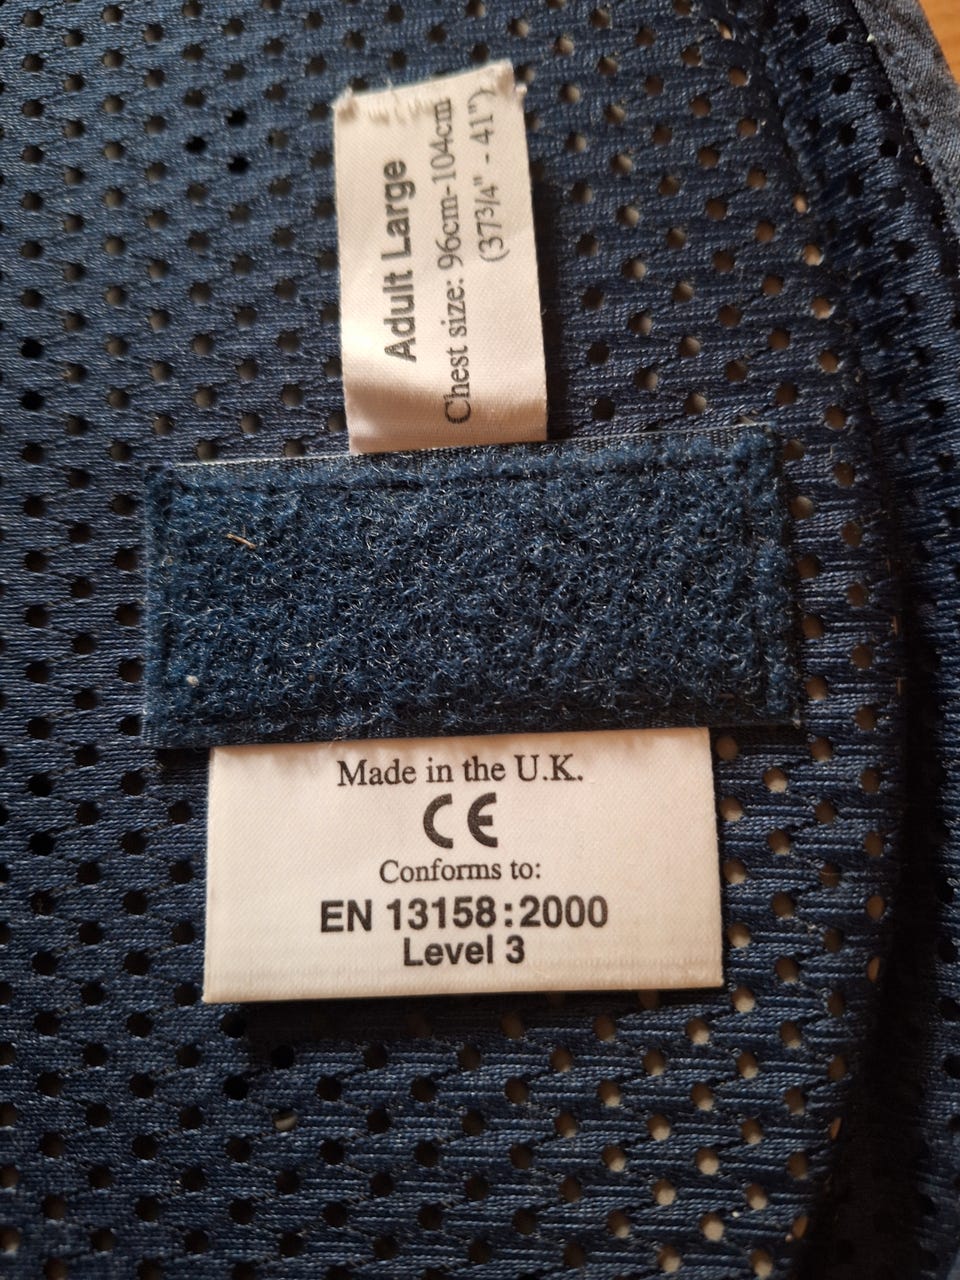 Adult Large
Chest size: 96cm-104cm
(373/4" - 41")
Made in the U.K.
CE
Conforms to:
EN 13158:2000
Level 3